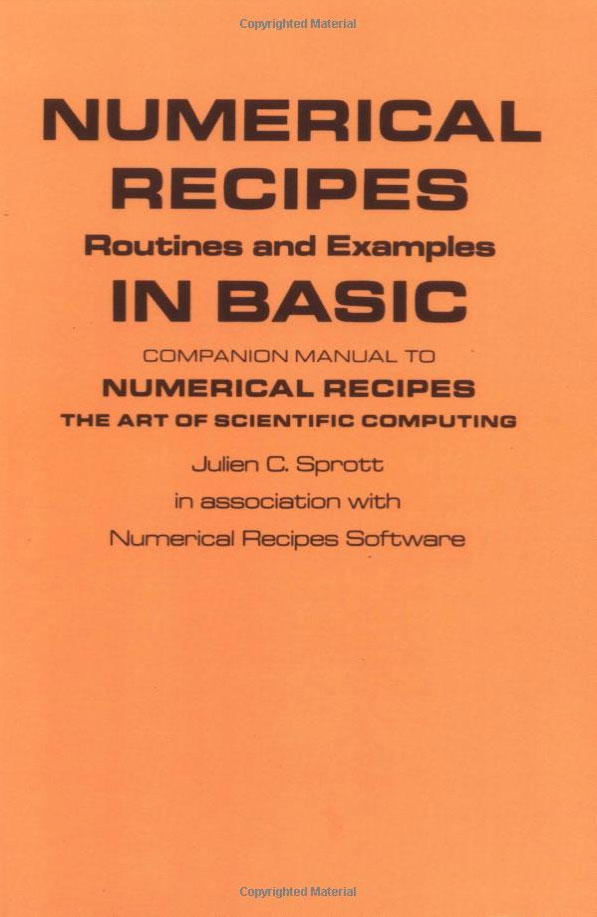 Copyrighted Material
NUMERICAL
RECIPES
Routines and Examples
IN BASIC
COMPANION MANUAL TO
NUMERICAL RECIPES
THE ART OF SCIENTIFIC COMPUTING
Julien C. Sprott
in association with
Numerical Recipes Software
Copyrighted Material